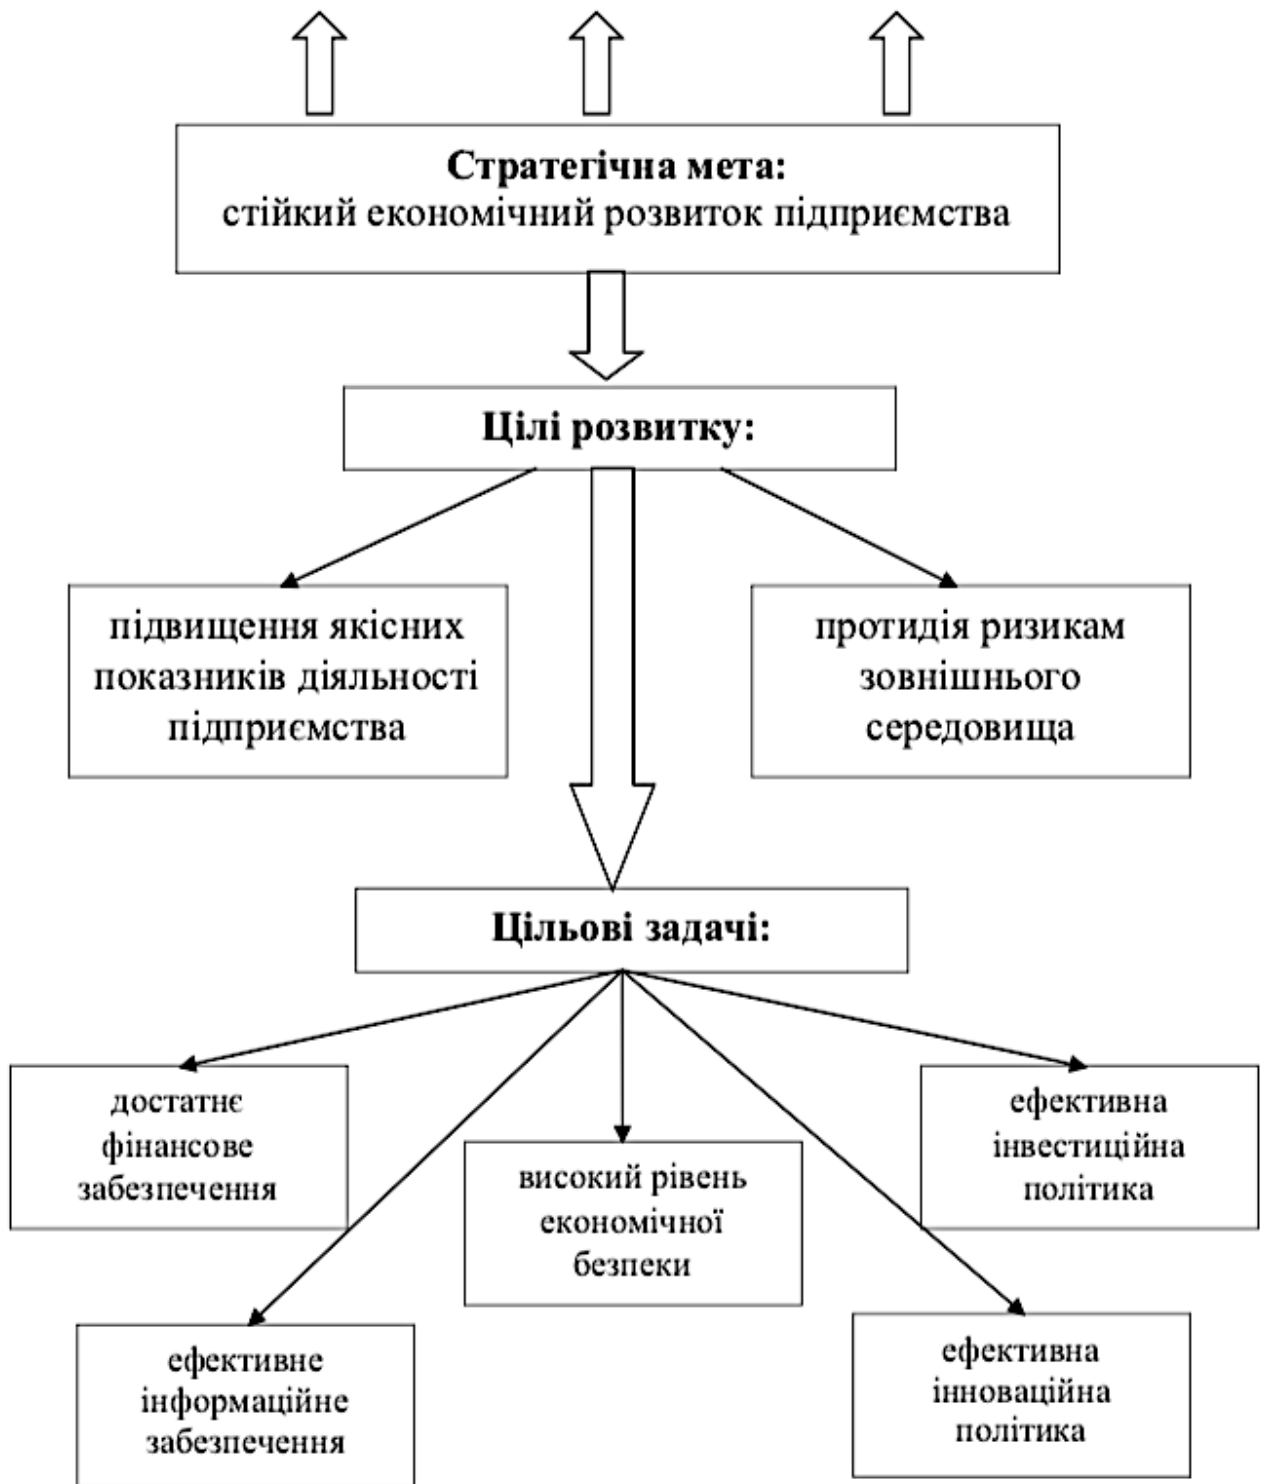 Стратегічна мета:
стійкий економічний розвиток підприємства
Цілі розвитку:
підвищення якісних
показників діяльності
підприємства
протидія ризикам
зовнішнього
середовища
Цільові задачі:
достатнє
фінансове
забезпечення
високий рівень
економічної
безпеки
ефективна
інвестиційна
політика
ефективне
інформаційне
забезпечення
ефективна
інноваційна
політика